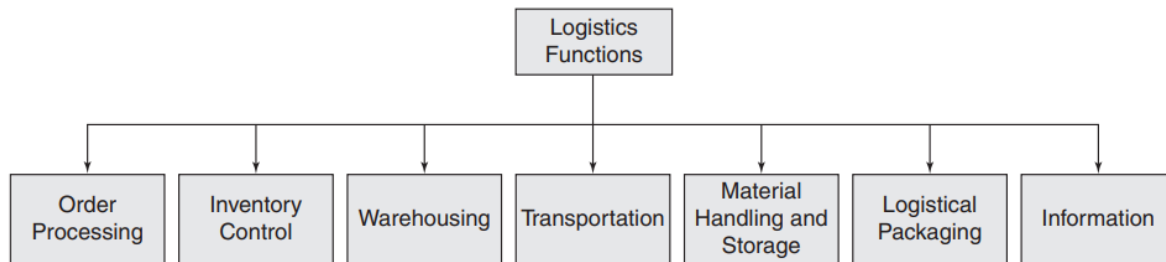 Logistics
Functions
Order
Processing
Inventory
Control
Warehousing
Transportation
Material
Handling and
Storage
Logistical
Packaging
Information